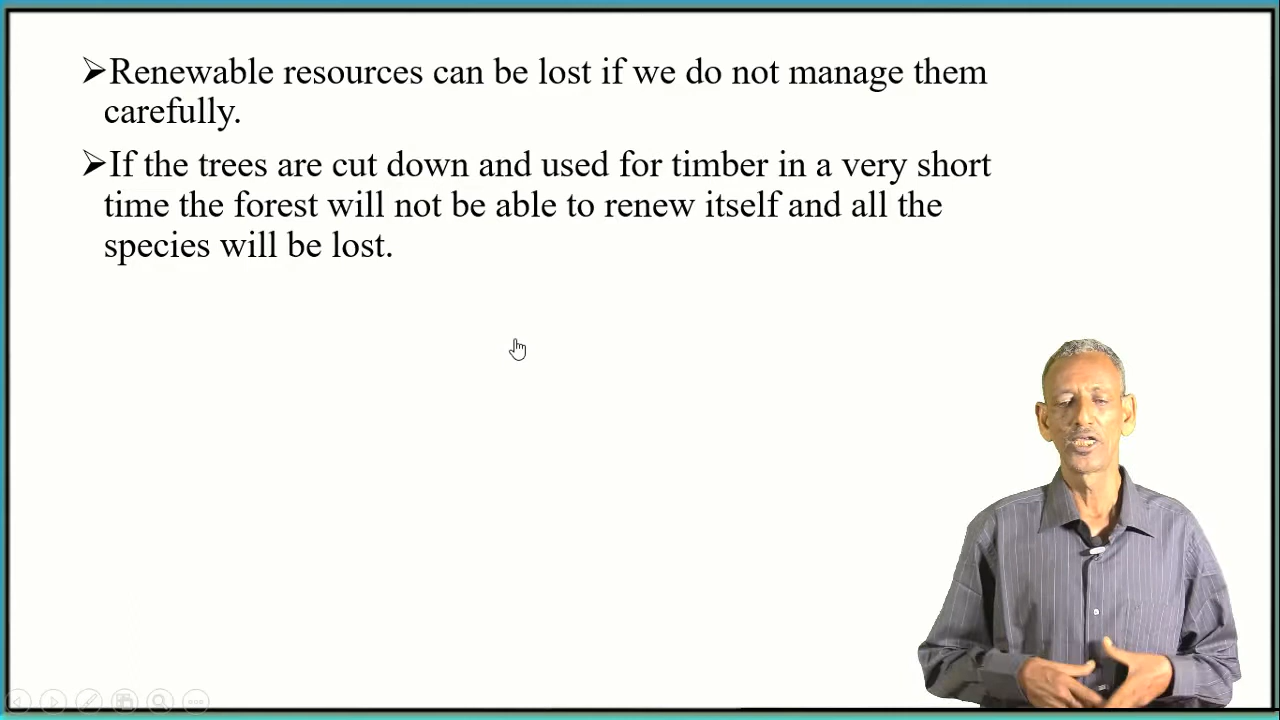 ➢Renewable resources can be lost if we do not manage them
carefully.
➢If the trees are cut down and used for timber in a very short
time the forest will not be able to renew itself and all the
species will be lost.